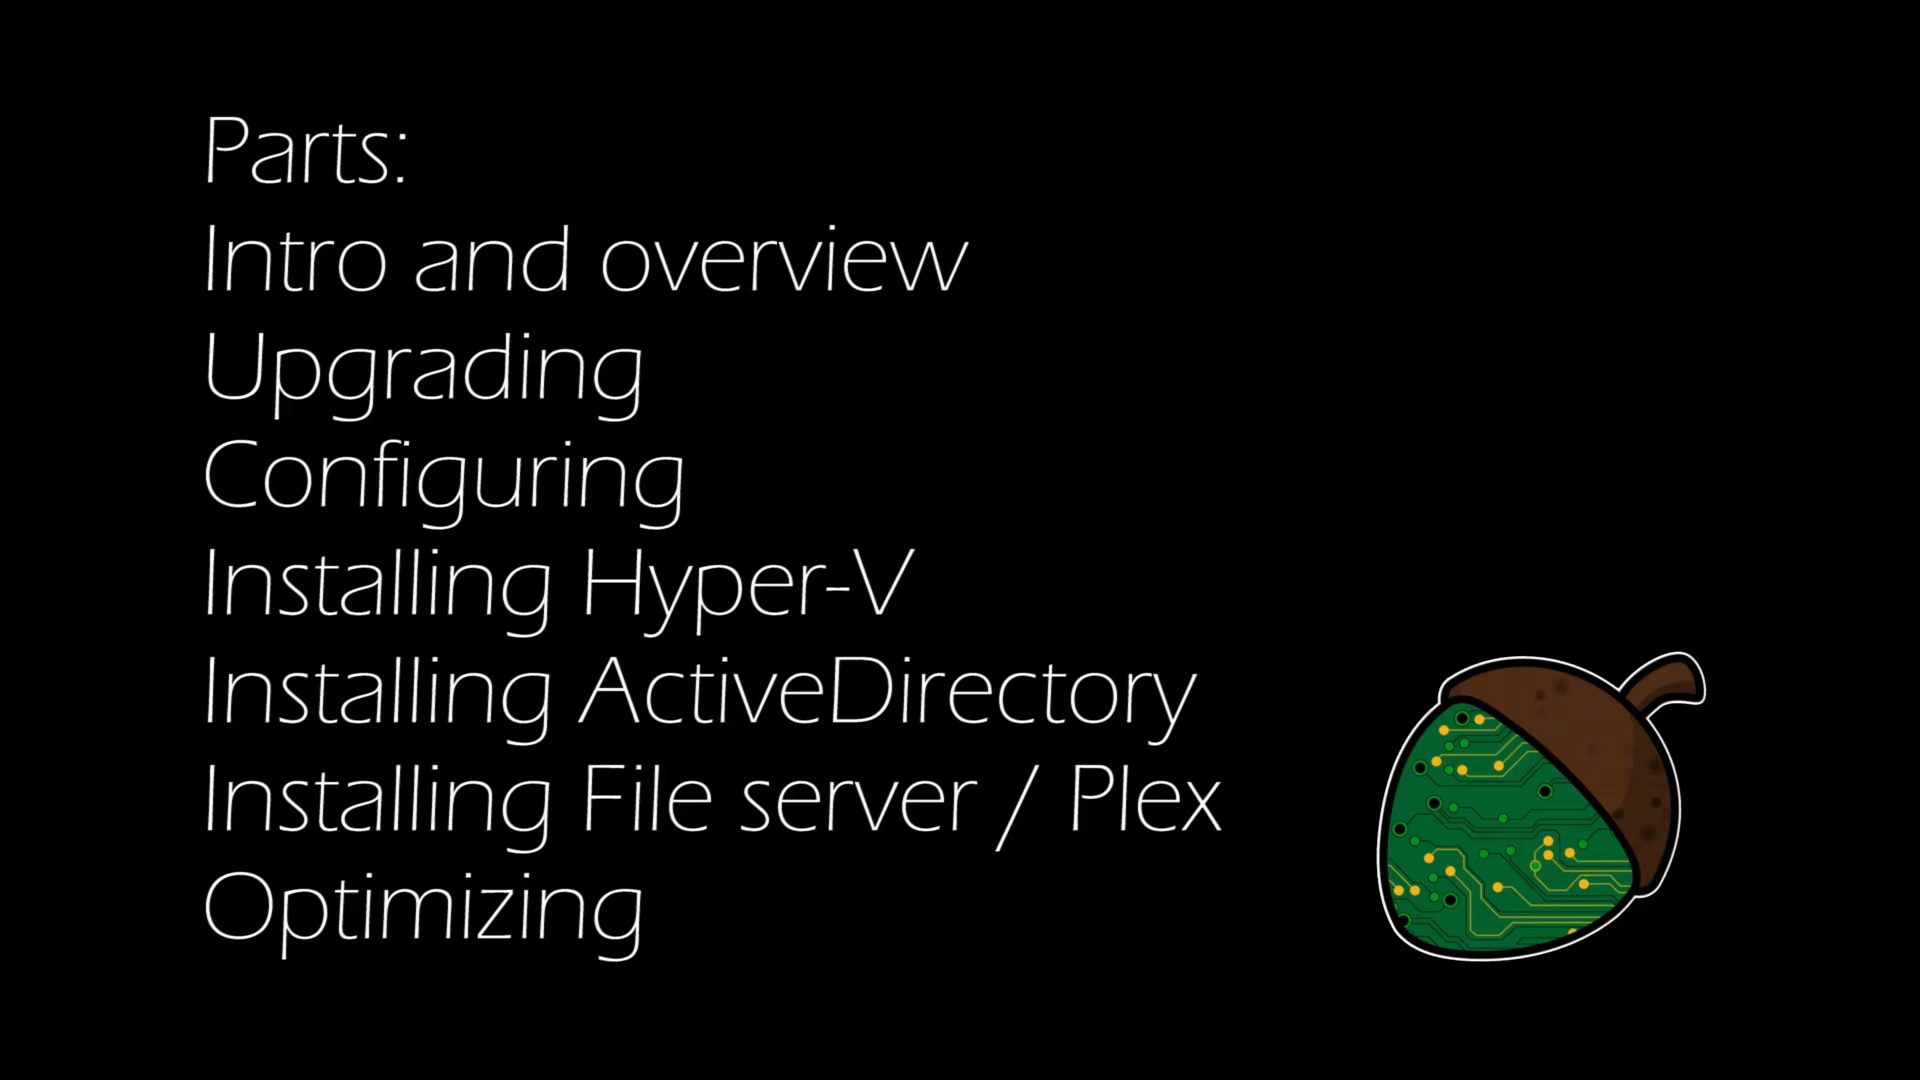 Parts:
Intro and overview
Upgrading
Configuring
Installing Hyper-V
Installing ActiveDirectory
Installing File server / Plex
Optimizing